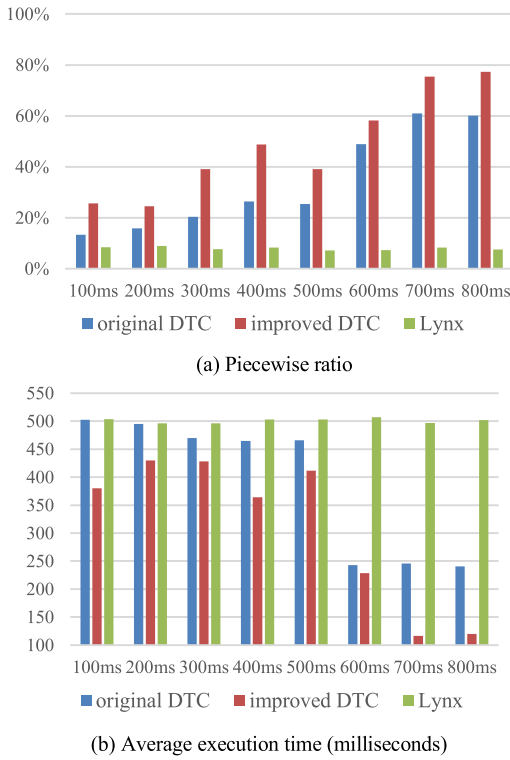 100%
80%
60%
40%
20%
0%
100ms 200ms 300ms 400ms 500ms 600ms 700ms 800ms
original DTC improved DTC Lynx
(a) Piecewise ratio
550
500
450
400
350
300
250
200
150
100
100ms 200ms 300ms 400ms 500ms 600ms 700ms 800ms
original DTC improved DTC Lynx
(b) Average execution time (milliseconds)